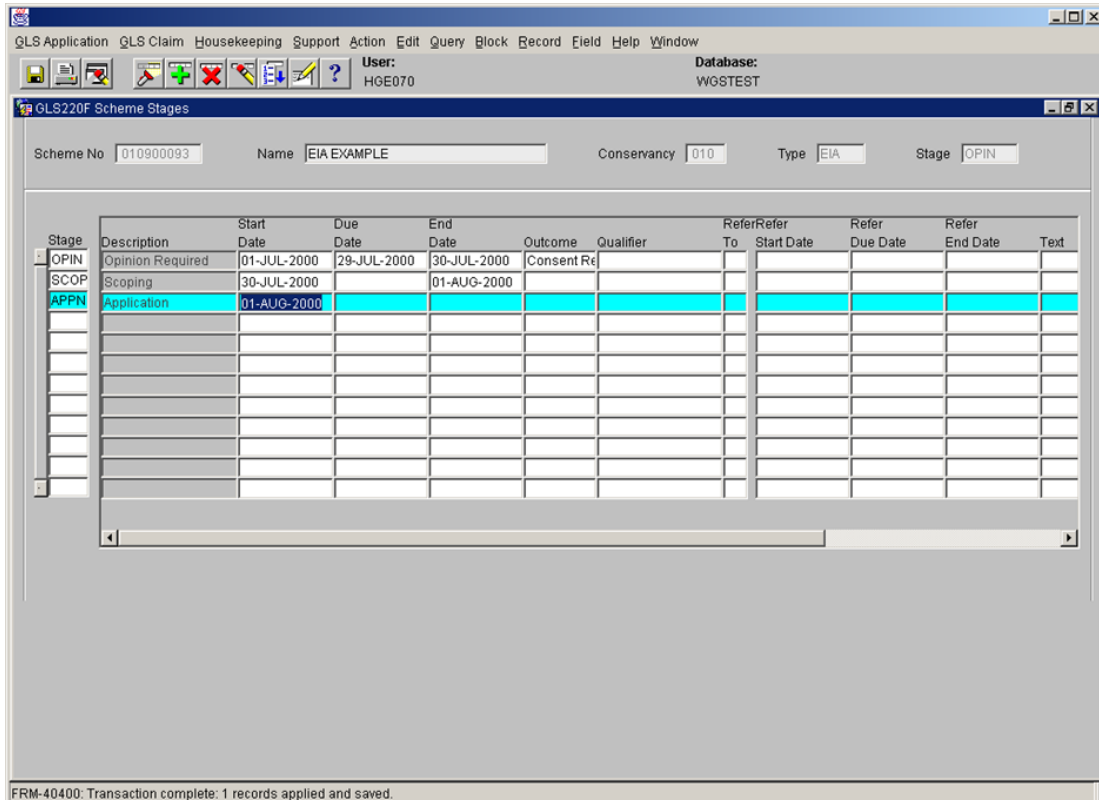 GLS Application GLS Claim Housekeeping Support Action Edit Query Block Record Field Help Window
User: Database:
HGE070 WGSTEST
GLS220F Scheme Stages
Scheme No 010900093 Name EIA EXAMPLE Conservancy 010 Type EIA Stage OPIN
Start Due End Refer Refer Refer Refer
Stage Description Date Date Date Outcome Qualifier To Start Date Due Date End Date Text
OPIN Opinion Required 01-JUL-2000 29-JUL-2000 30-JUL-2000 Consent Re
SCOP Scoping 30-JUL-2000 01-AUG-2000
APPN Application 01-AUG-2000
FRM-40400: Transaction complete: 1 records applied and saved.